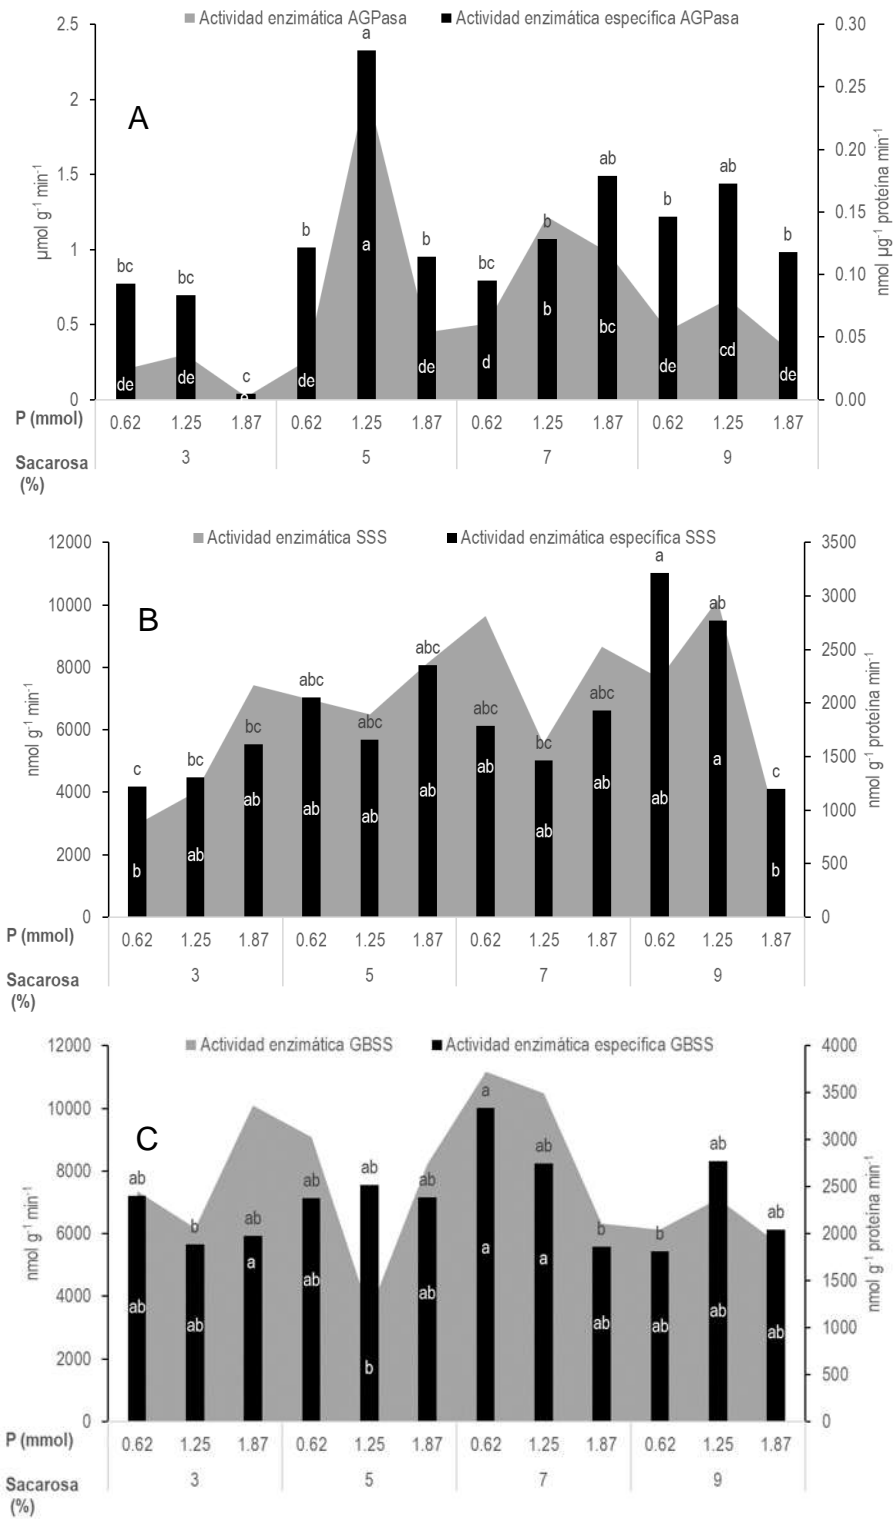 Actividad enzimática AGPasa Actividad enzimática específica AGPasa
2.5 0.30
a
0.25
2
A
0.20
ab
ab
1.5
b
b 0.15
b
µmol g⁻¹ min⁻¹
nmol µg⁻¹ proteína min⁻¹
b
b
1
a
bc
bc
bc
0.10
b
bc
0.5
0.05
c
d
de
cd
de
de
de
de
de
e
0 0.00
P (mmol) 0.62 1.25 1.87 0.62 1.25 1.87 0.62 1.25 1.87 0.62 1.25 1.87
Sacarosa 3 5 7 9
(%)
12000 Actividad enzimática SSS Actividad enzimática específica SSS 3500
a
10000
3000
ab
B
2500
abc
8000
abc
2000
abc
abc
abc
nmol g⁻¹ min⁻¹
nmol g⁻¹ proteína min⁻¹
bc
bc
6000
1500
bc
c
c
a
ab
4000
1000
ab
ab
ab
ab
ab
ab
ab
ab
2000
500
b
b
0 0
P (mmol) 0.62 1.25 1.87 0.62 1.25 1.87 0.62 1.25 1.87 0.62 1.25 1.87
Sacarosa 3 5 7 9
(%)
12000 Actividad enzimática GBSS Actividad enzimática específica GBSS 4000
3500
a
10000
3000
C
ab
ab
ab
8000
ab
ab
ab
2500
ab
ab
b
b
b
6000
2000
nmol g⁻¹ min⁻¹
nmol g⁻¹ proteína min⁻¹
a
a
a
1500
ab
ab
ab
4000
1000
ab
ab
ab
ab
ab
b
2000
500
0 0
P (mmol) 0.62 1.25 1.87 0.62 1.25 1.87 0.62 1.25 1.87 0.62 1.25 1.87
Sacarosa 3 5 7 9
(%)